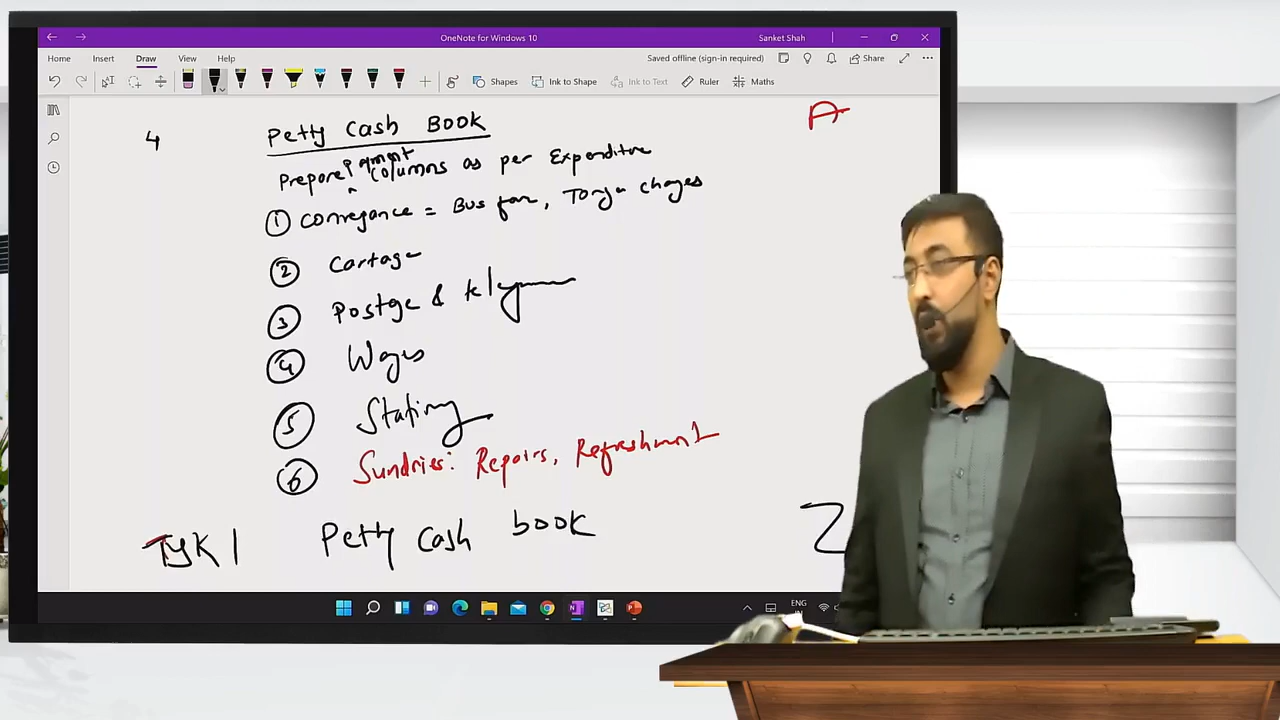 OneNote for Windows 10
Sanket Shah
Home Insert Draw View Help
Saved offline (sign-in required)
Share
Shapes
Ink to Shape
Ink to Text
Ruler
Maths
4 Petty Cash Book A
Prepare Payment Columns as per Expenditure
① Conveyance = Bus fare, Tonga charges
② Cartage
③ Postage &
④ Wages
⑤
⑥ Sundries: Repairs, Refreshment
TYK 1 Petty cash book Z
ENG
IN